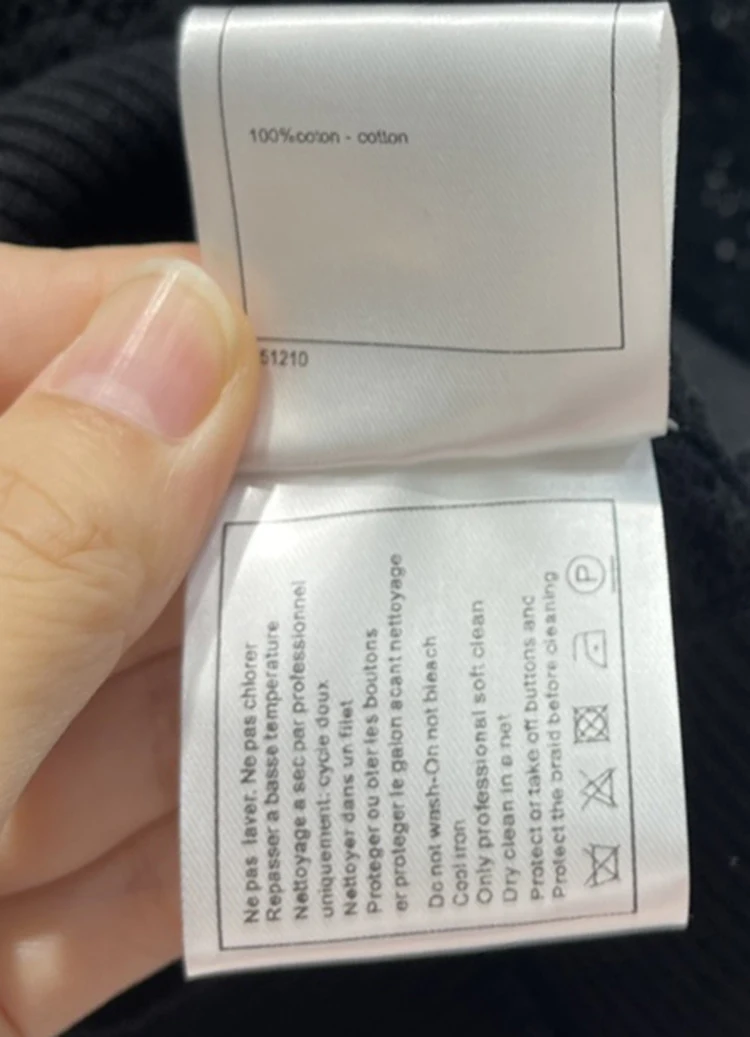 100%coton - cotton
51210
Ne pas laver. Ne pas chlorer
Repasser a basse temperature
Nettoyage a sec par professionnel
uniquement: cycle doux
Nettoyer dans un filet
Proteger ou oter les boutons
er proteger le galon acant nettoyage
Do not wash-On not bleach
Cool iron
Only professional soft clean
Dry clean in a net
Protect or take off buttons and
Protect the braid before cleaning
P